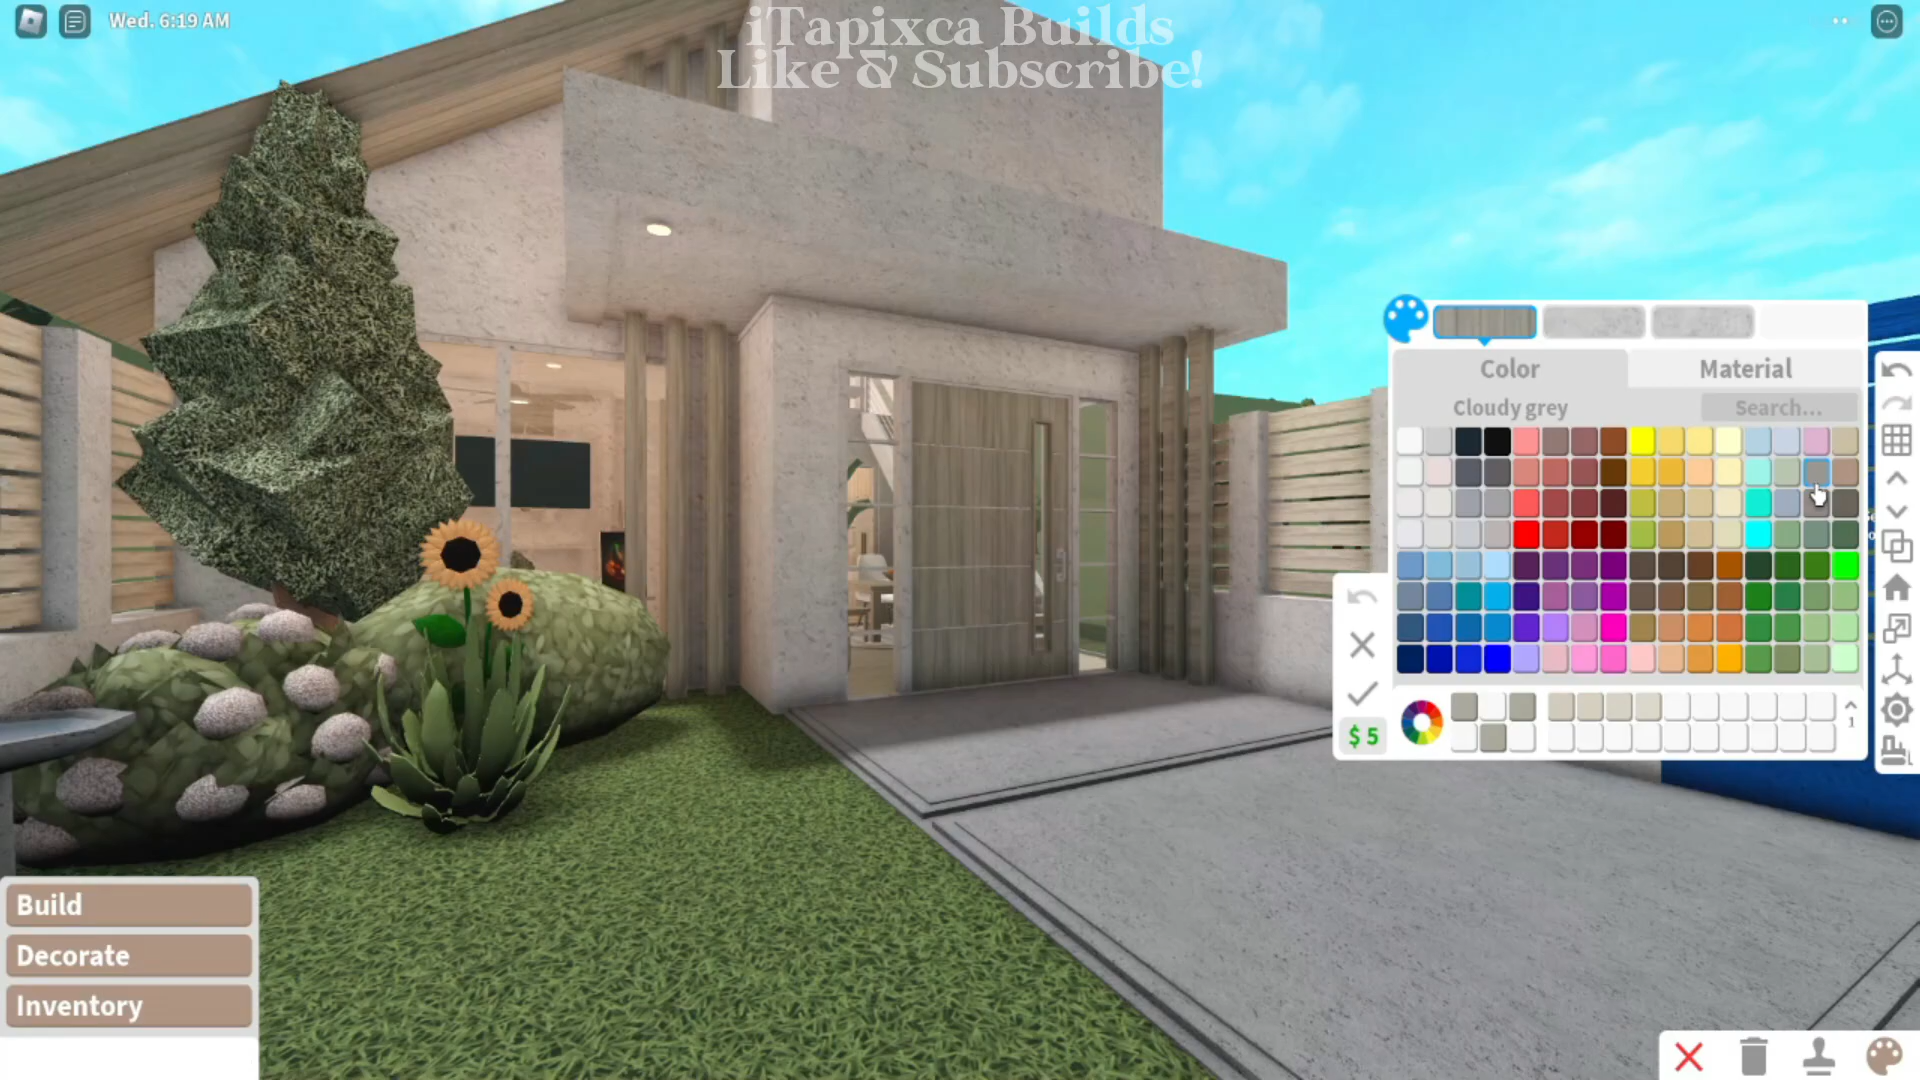 Wed. 6:19 AM
iTapixca Builds
Like & Subscribe!
Color
Material
Cloudy grey
Search...
1
$ 5
Build
Decorate
Inventory